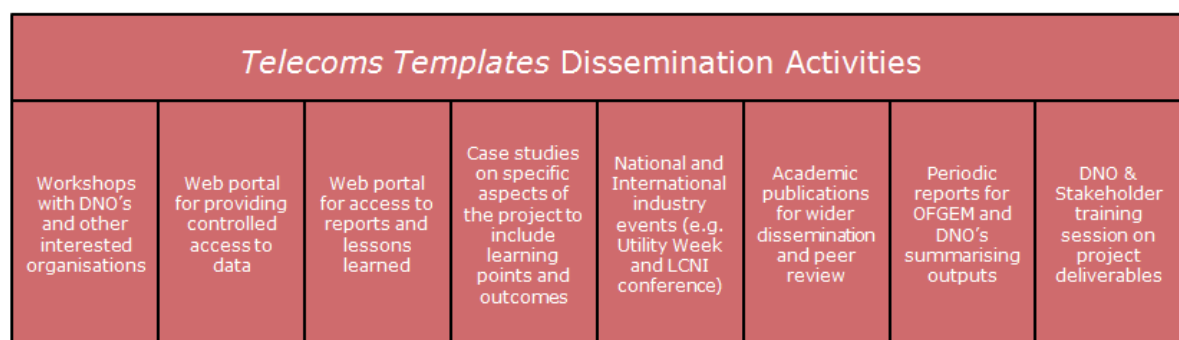 Telecoms Templates Dissemination Activities
Workshops
with DNO's
and other
interested
organisations
Web portal
for providing
controlled
access to
data
Web portal
for access to
reports and
lessons
learned
Case studies
on specific
aspects of
the project to
include
learning
points and
outcomes
National and
International
industry
events (e.g.
Utility Week
and LCNI
conference)
Academic
publications
for wider
dissemination
and peer
review
Periodic
reports for
OFGEM and
DNO's
summarising
outputs
DNO &
Stakeholder
training
session on
project
deliverables